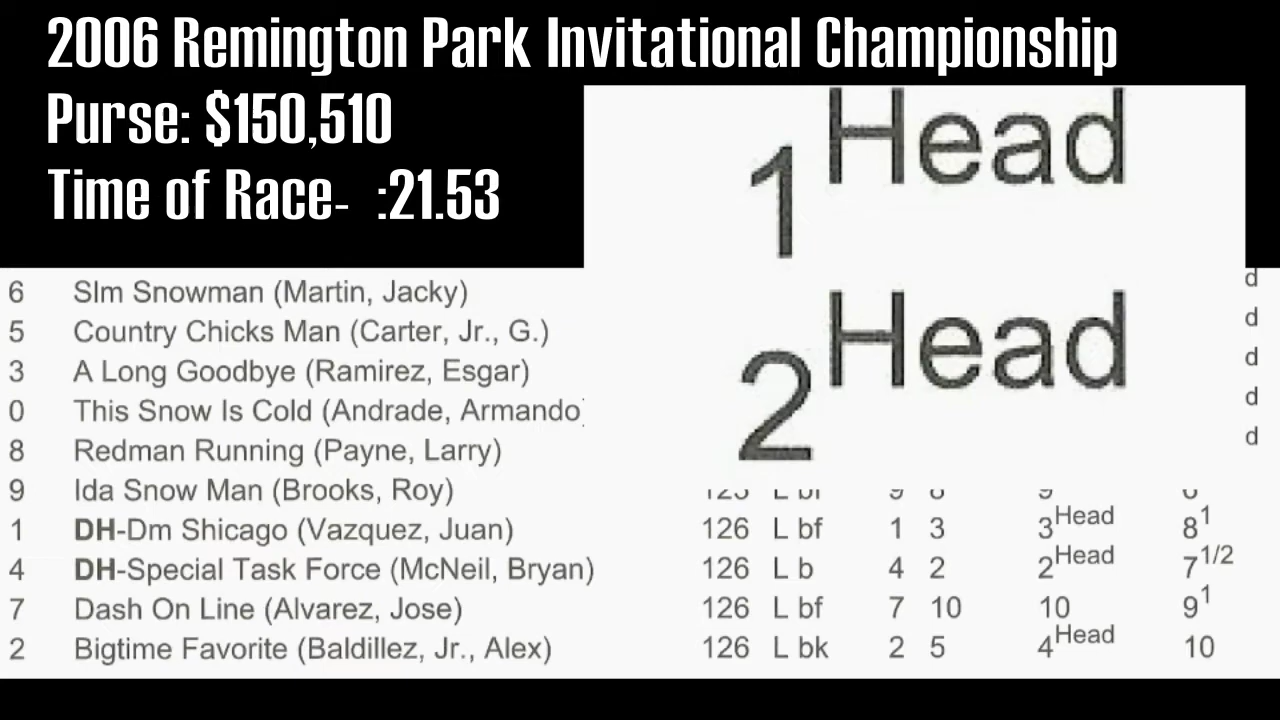 2006 Remington Park Invitational Championship
Purse: $150,510
Time of Race- :21.53
1 Head
2 Head
6 Slm Snowman (Martin, Jacky) d
5 Country Chicks Man (Carter, Jr., G.) d
3 A Long Goodbye (Ramirez, Esgar) d
0 This Snow Is Cold (Andrade, Armando) d
8 Redman Running (Payne, Larry) d
9 Ida Snow Man (Brooks, Roy)
1 DH-Dm Shicago (Vazquez, Juan) 126 L bf 1 3 3Head 81
4 DH-Special Task Force (McNeil, Bryan) 126 L b 4 2 2Head 71/2
7 Dash On Line (Alvarez, Jose) 126 L bf 7 10 10 91
2 Bigtime Favorite (Baldillez, Jr., Alex) 126 L bk 2 5 4Head 10